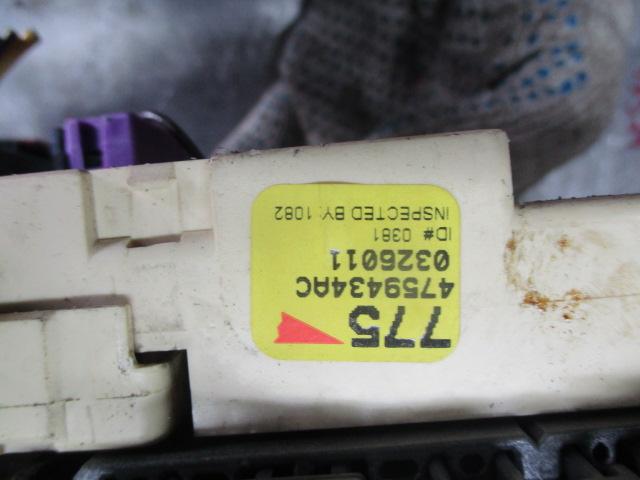 775
4759434AC
0326011
ID# 0381
INSPECTED BY: 1082